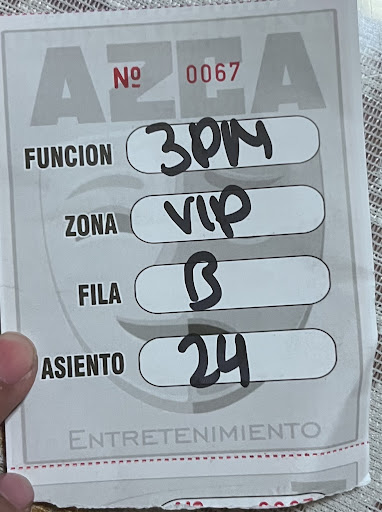 AZCA
Nº 0067
FUNCION 3PM
ZONA VIP
FILA B
ASIENTO 24
ENTRETENIMIENTO